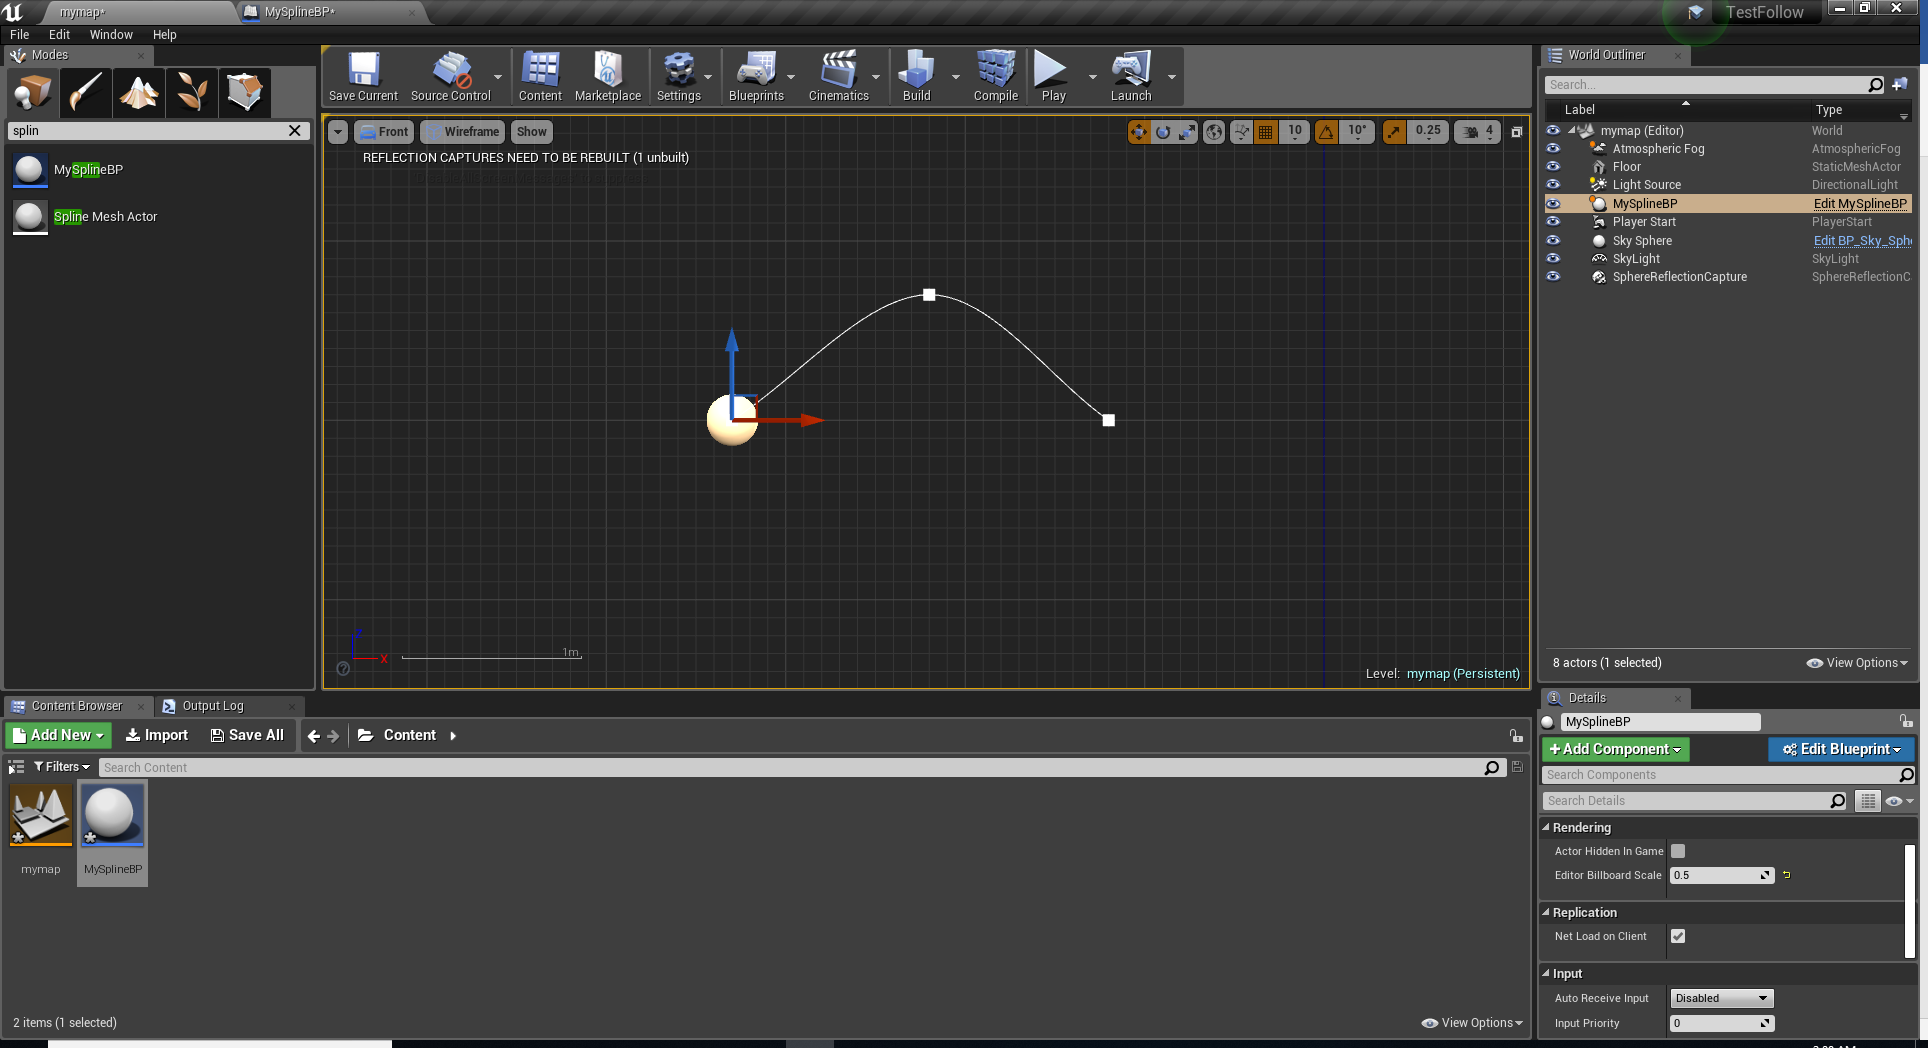 mymap*
MySplineBP*
TestFollow
File Edit Window Help
Modes
World Outliner
Save Current
Source Control
Content
Marketplace
Settings
Blueprints
Cinematics
Build
Compile
Play
Launch
splin
Search...
Label Type
Front
Wireframe
Show
10
10°
0.25
4
REFLECTION CAPTURES NEED TO BE REBUILT (1 unbuilt)
MySplineBP
Spline Mesh Actor
mymap (Editor) World
Atmospheric Fog AtmosphericFog
Floor StaticMeshActor
Light Source DirectionalLight
MySplineBP Edit MySplineBP
Player Start PlayerStart
Sky Sphere Edit BP_Sky_Sph
SkyLight SkyLight
SphereReflectionCapture SphereReflectionC
Z
X
1m
Level: mymap (Persistent)
8 actors (1 selected)
View Options
Content Browser
Output Log
Details
Add New
Import
Save All
Content
MySplineBP
+Add Component
Edit Blueprint
Filters
Search Content
Search Components
Search Details
mymap
MySplineBP
Rendering
Actor Hidden In Game
Editor Billboard Scale 0.5
Replication
Net Load on Client
Input
Auto Receive Input Disabled
Input Priority 0
2 items (1 selected)
View Options